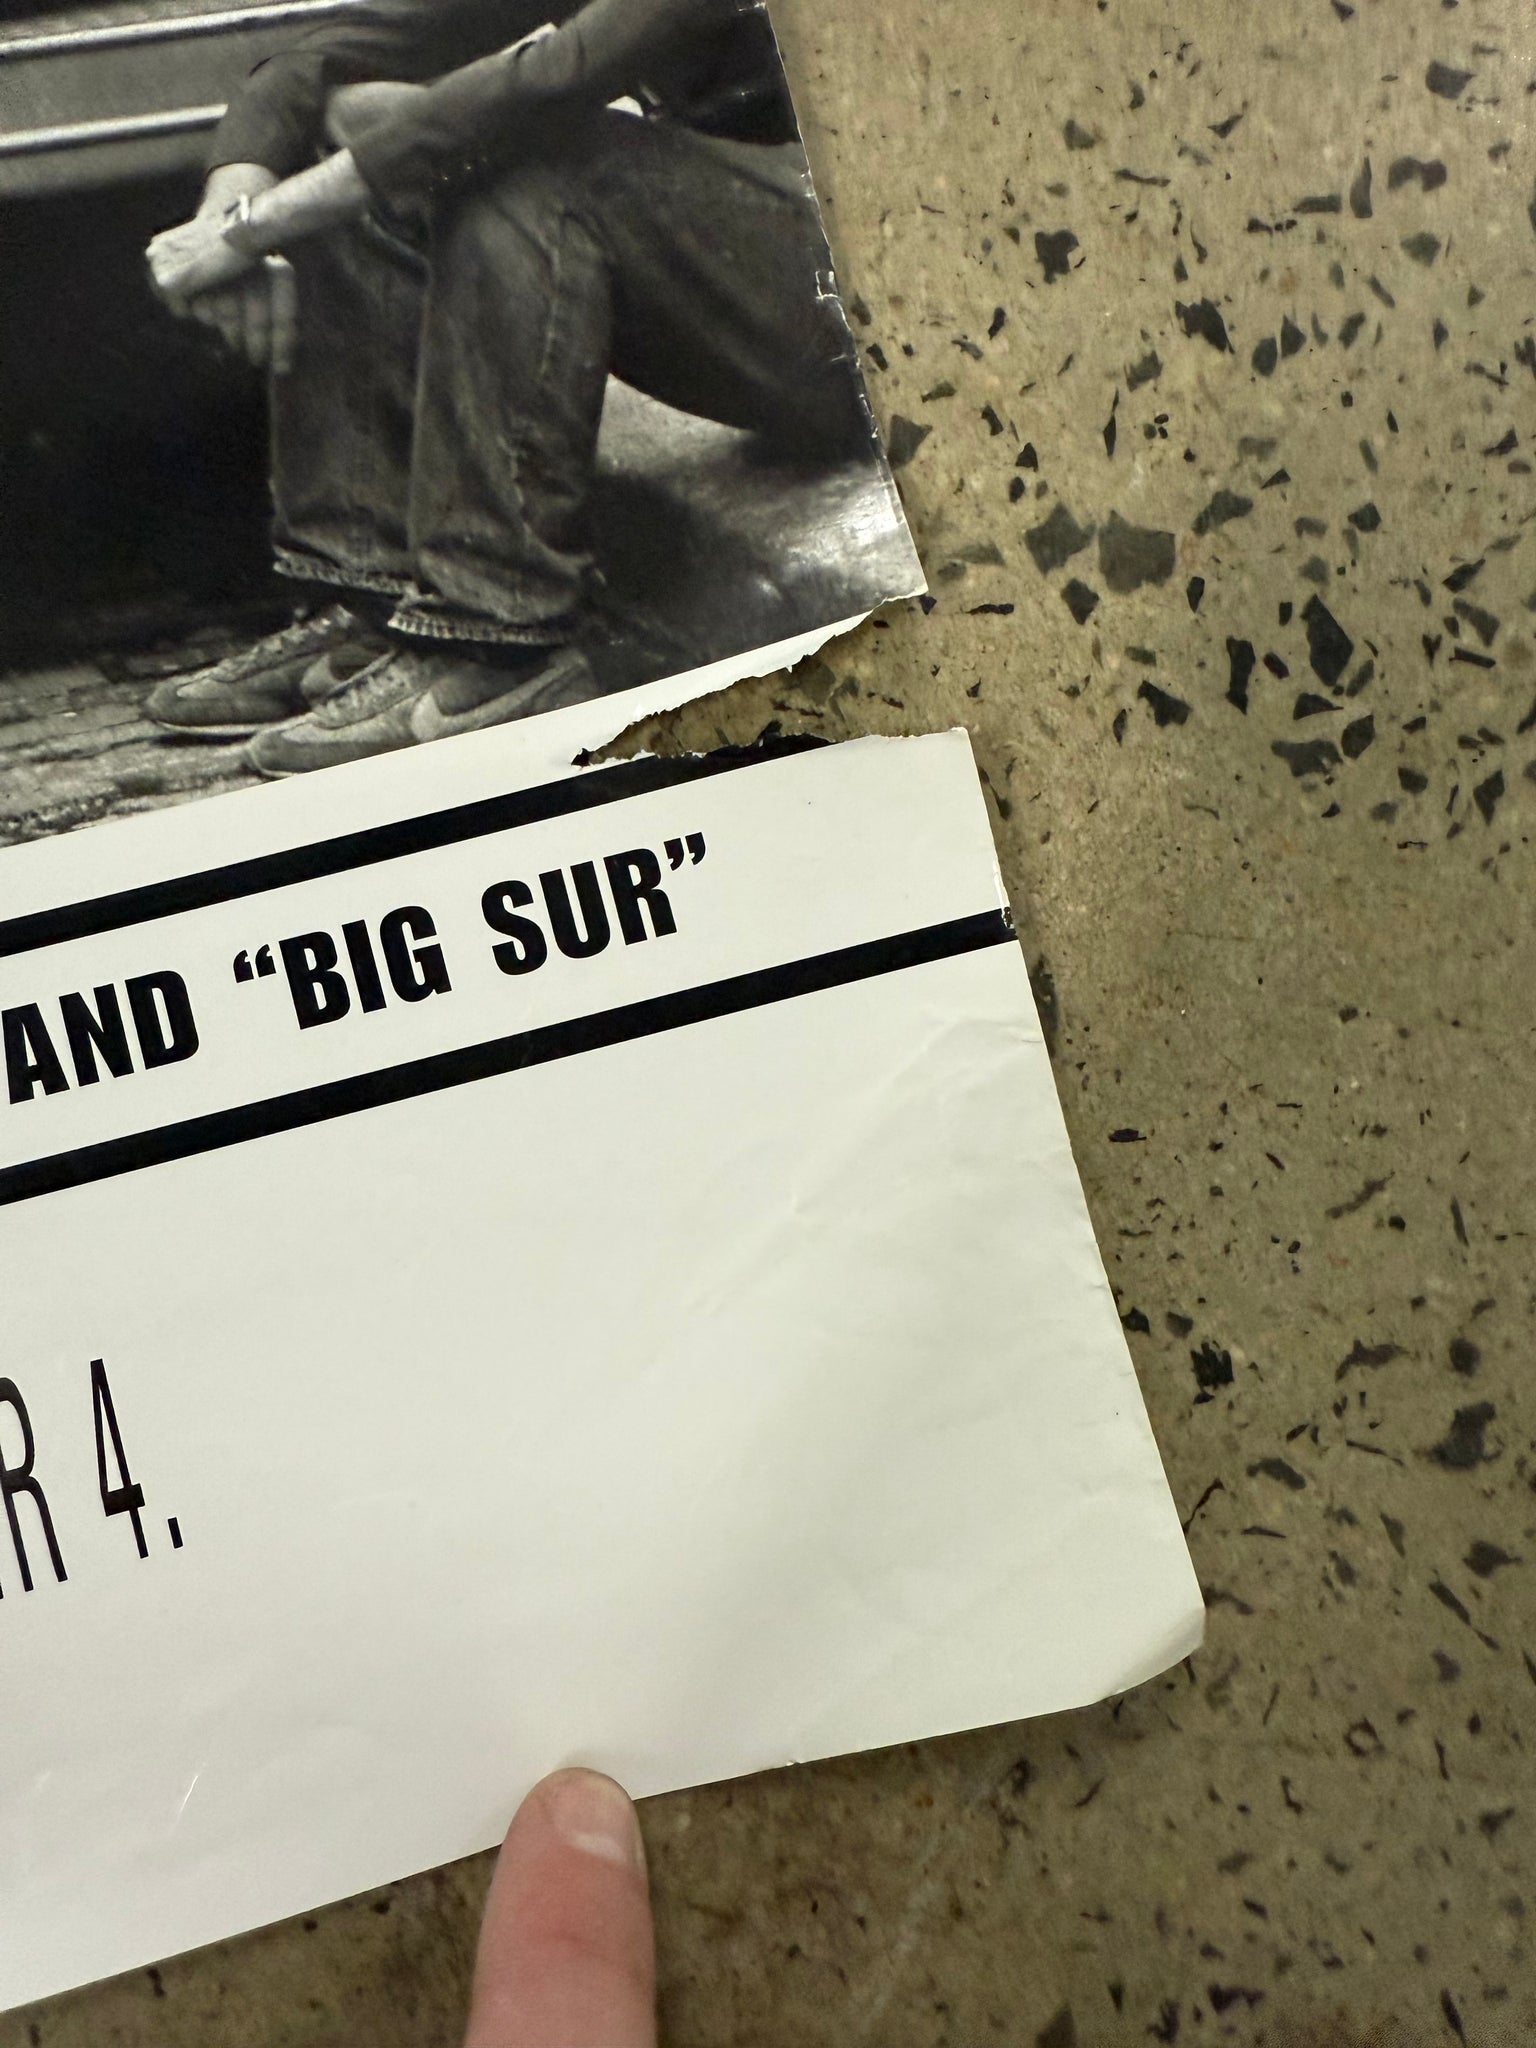 AND “BIG SUR”
R 4.